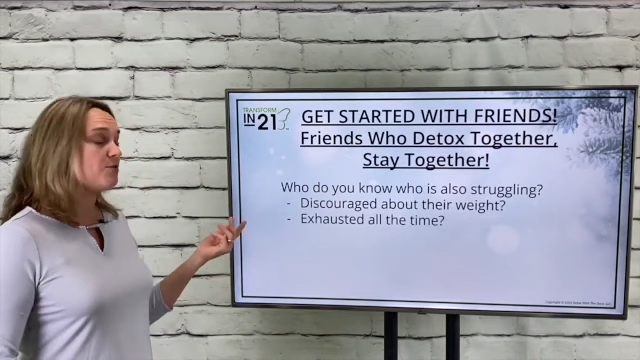 TRANSFORM
IN 21
GET STARTED WITH FRIENDS!
Friends Who Detox Together,
Stay Together!
Who do you know who is also struggling?
- Discouraged about their weight?
- Exhausted all the time?